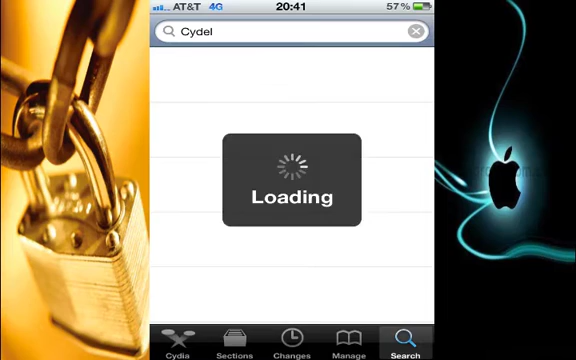 AT&T 4G 20:41 57%
Cydel
Loading
Cydia Sections Changes Manage Search